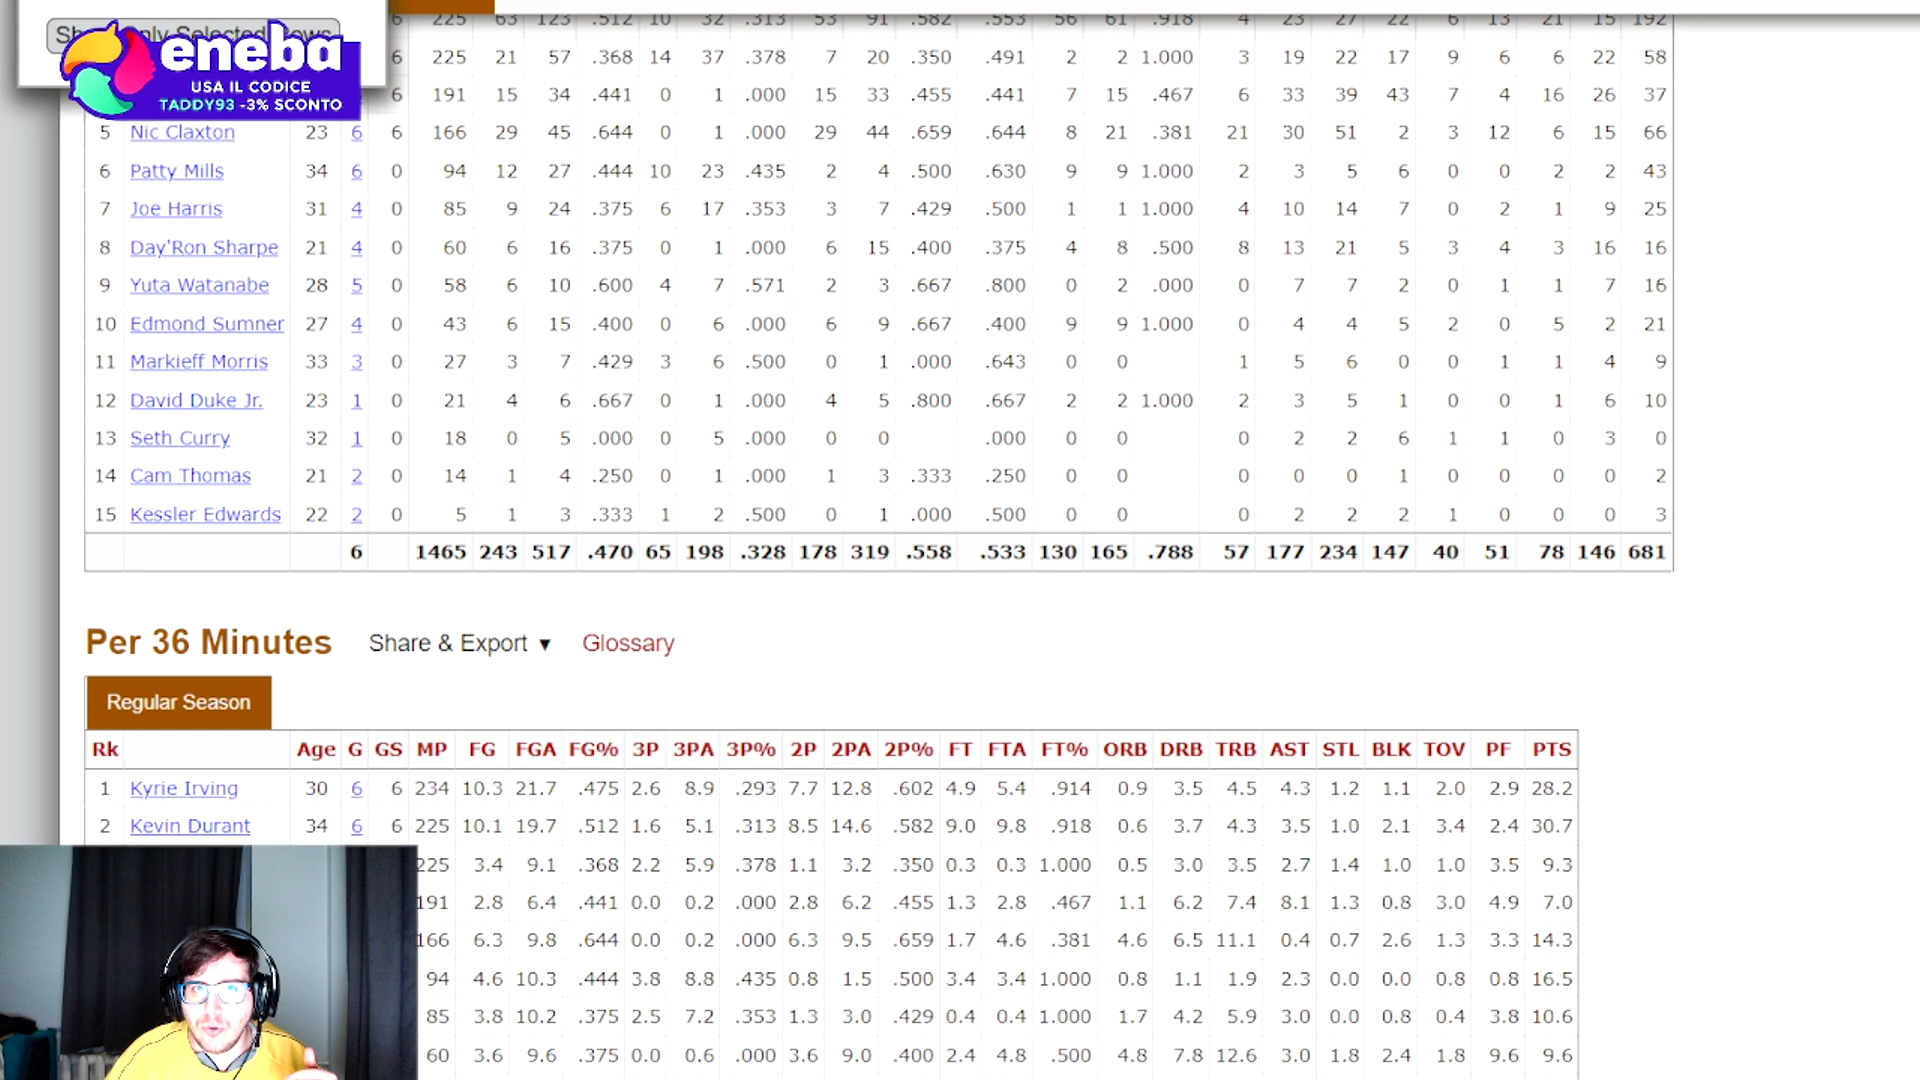 Sh
6 225 63 123 .512 10 32 .313 53 91 .582 .553 56 61 .918 4 23 27 22 6 13 21 15 192
eneba
USA IL CODICE
TADDY93 -3% SCONTO
6 225 21 57 .368 14 37 .378 7 20 .350 .491 2 2 1.000 3 19 22 17 9 6 6 22 58
6 191 15 34 .441 0 1 .000 15 33 .455 .441 7 15 .467 6 33 39 43 7 4 16 26 37
5 Nic Claxton 23 6 6 166 29 45 .644 0 1 .000 29 44 .659 .644 8 21 .381 21 30 51 2 3 12 6 15 66
6 Patty Mills 34 6 0 94 12 27 .444 10 23 .435 2 4 .500 .630 9 9 1.000 2 3 5 6 0 0 2 2 43
7 Joe Harris 31 4 0 85 9 24 .375 6 17 .353 3 7 .429 .500 1 1 1.000 4 10 14 7 0 2 1 9 25
8 Day'Ron Sharpe 21 4 0 60 6 16 .375 0 1 .000 6 15 .400 .375 4 8 .500 8 13 21 5 3 4 3 16 16
9 Yuta Watanabe 28 5 0 58 6 10 .600 4 7 .571 2 3 .667 .800 0 2 .000 0 7 7 2 0 1 1 7 16
10 Edmond Sumner 27 4 0 43 6 15 .400 0 6 .000 6 9 .667 .400 9 9 1.000 0 4 4 5 2 0 5 2 21
11 Markieff Morris 33 3 0 27 3 7 .429 3 6 .500 0 1 .000 .643 0 0 1 5 6 0 0 1 1 4 9
12 David Duke Jr. 23 1 0 21 4 6 .667 0 1 .000 4 5 .800 .667 2 2 1.000 2 3 5 1 0 0 1 6 10
13 Seth Curry 32 1 0 18 0 5 .000 0 5 .000 0 0 .000 0 0 0 2 2 6 1 1 0 3 0
14 Cam Thomas 21 2 0 14 1 4 .250 0 1 .000 1 3 .333 .250 0 0 0 0 0 1 0 0 0 0 2
15 Kessler Edwards 22 2 0 5 1 3 .333 1 2 .500 0 1 .000 .500 0 0 0 2 2 2 1 0 0 0 3
6 1465 243 517 .470 65 198 .328 178 319 .558 .533 130 165 .788 57 177 234 147 40 51 78 146 681
Per 36 Minutes Share & Export ▼ Glossary
Regular Season
Rk Age G GS MP FG FGA FG% 3P 3PA 3P% 2P 2PA 2P% FT FTA FT% ORB DRB TRB AST STL BLK TOV PF PTS
1 Kyrie Irving 30 6 6 234 10.3 21.7 .475 2.6 8.9 .293 7.7 12.8 .602 4.9 5.4 .914 0.9 3.5 4.5 4.3 1.2 1.1 2.0 2.9 28.2
2 Kevin Durant 34 6 6 225 10.1 19.7 .512 1.6 5.1 .313 8.5 14.6 .582 9.0 9.8 .918 0.6 3.7 4.3 3.5 1.0 2.1 3.4 2.4 30.7
225 3.4 9.1 .368 2.2 5.9 .378 1.1 3.2 .350 0.3 0.3 1.000 0.5 3.0 3.5 2.7 1.4 1.0 1.0 3.5 9.3
191 2.8 6.4 .441 0.0 0.2 .000 2.8 6.2 .455 1.3 2.8 .467 1.1 6.2 7.4 8.1 1.3 0.8 3.0 4.9 7.0
166 6.3 9.8 .644 0.0 0.2 .000 6.3 9.5 .659 1.7 4.6 .381 4.6 6.5 11.1 0.4 0.7 2.6 1.3 3.3 14.3
94 4.6 10.3 .444 3.8 8.8 .435 0.8 1.5 .500 3.4 3.4 1.000 0.8 1.1 1.9 2.3 0.0 0.0 0.8 0.8 16.5
85 3.8 10.2 .375 2.5 7.2 .353 1.3 3.0 .429 0.4 0.4 1.000 1.7 4.2 5.9 3.0 0.0 0.8 0.4 3.8 10.6
60 3.6 9.6 .375 0.0 0.6 .000 3.6 9.0 .400 2.4 4.8 .500 4.8 7.8 12.6 3.0 1.8 2.4 1.8 9.6 9.6